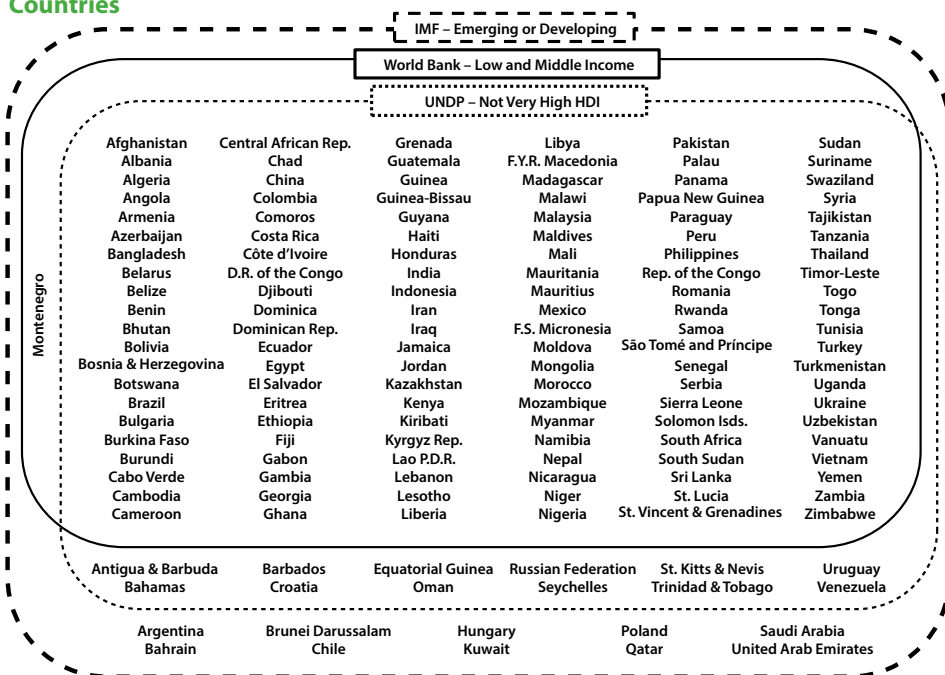 Countries
IMF – Emerging or Developing
World Bank – Low and Middle Income
UNDP – Not Very High HDI
Afghanistan Central African Rep. Grenada Libya Pakistan Sudan
Albania Chad Guatemala F.Y.R. Macedonia Palau Suriname
Algeria China Guinea Madagascar Panama Swaziland
Angola Colombia Guinea-Bissau Malawi Papua New Guinea Syria
Armenia Comoros Guyana Malaysia Paraguay Tajikistan
Azerbaijan Costa Rica Haiti Maldives Peru Tanzania
Bangladesh Côte d’Ivoire Honduras Mali Philippines Thailand
Belarus D.R. of the Congo India Mauritania Rep. of the Congo Timor-Leste
Belize Djibouti Indonesia Mauritius Romania Togo
Benin Dominica Iran Mexico Rwanda Tonga
Bhutan Dominican Rep. Iraq F.S. Micronesia Samoa Tunisia
Bolivia Ecuador Jamaica Moldova São Tomé and Príncipe Turkey
Bosnia & Herzegovina Egypt Jordan Mongolia Senegal Turkmenistan
Botswana El Salvador Kazakhstan Morocco Serbia Uganda
Brazil Eritrea Kenya Mozambique Sierra Leone Ukraine
Bulgaria Ethiopia Kiribati Myanmar Solomon Isds. Uzbekistan
Burkina Faso Fiji Kyrgyz Rep. Namibia South Africa Vanuatu
Burundi Gabon Lao P.D.R. Nepal South Sudan Vietnam
Cabo Verde Gambia Lebanon Nicaragua Sri Lanka Yemen
Cambodia Georgia Lesotho Niger St. Lucia Zambia
Cameroon Ghana Liberia Nigeria St. Vincent & Grenadines Zimbabwe
Montenegro
Antigua & Barbuda Barbados Equatorial Guinea Russian Federation St. Kitts & Nevis Uruguay
Bahamas Croatia Oman Seychelles Trinidad & Tobago Venezuela
Argentina Brunei Darussalam Hungary Poland Saudi Arabia
Bahrain Chile Kuwait Qatar United Arab Emirates